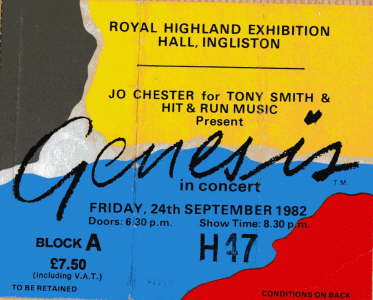 ROYAL HIGHLAND EXHIBITION
HALL, INGLISTON
JO CHESTER for TONY SMITH &
HIT & RUN MUSIC
Present
Genesis
T.M.
in concert
FRIDAY, 24th SEPTEMBER 1982
Doors: 6.30 p.m. Show Time: 8.30 p.m.
BLOCK A H 47
£7.50
(including V.A.T.)
TO BE RETAINED CONDITIONS ON BACK